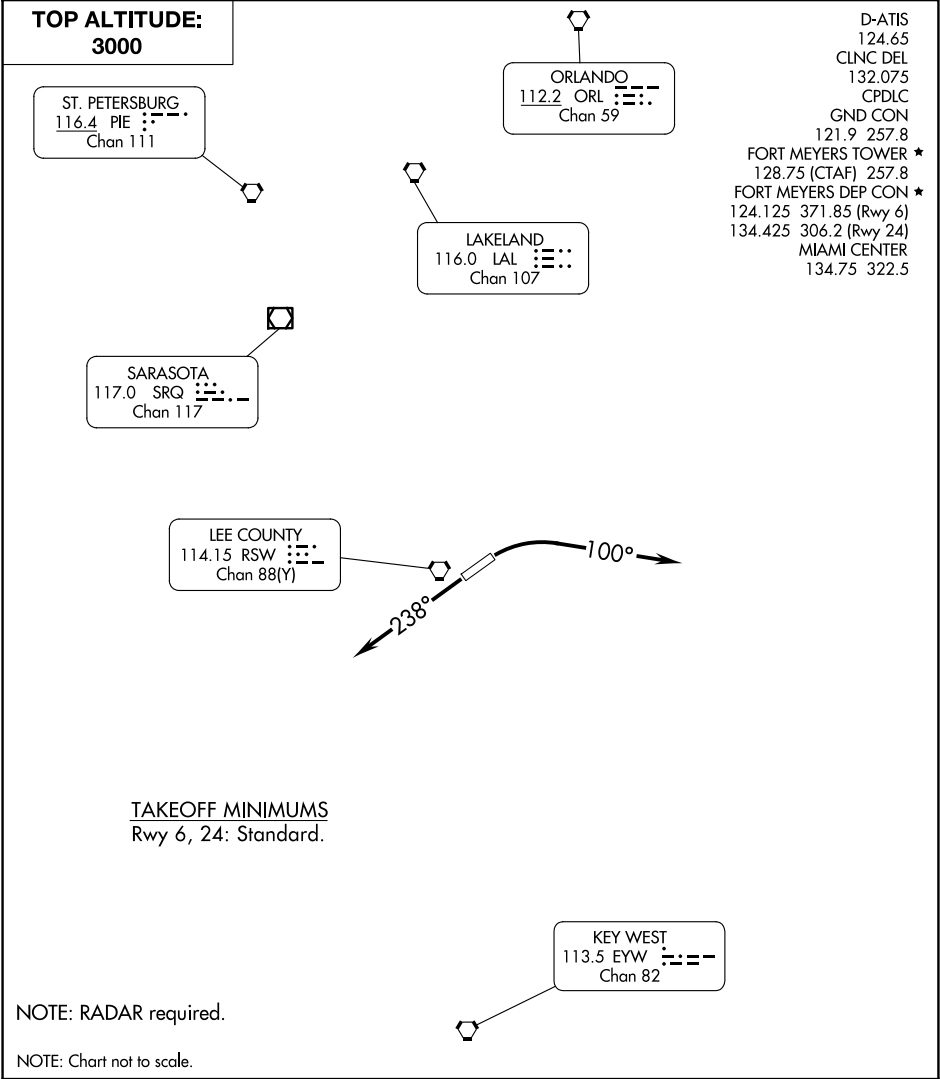 TOP ALTITUDE:
3000
D-ATIS
124.65
CLNC DEL
132.075
CPDLC
GND CON
121.9 257.8
FORT MEYERS TOWER ★
128.75 (CTAF) 257.8
FORT MEYERS DEP CON ★
124.125 371.85 (Rwy 6)
134.425 306.2 (Rwy 24)
MIAMI CENTER
134.75 322.5
ORLANDO
112.2 ORL
Chan 59
ST. PETERSBURG
116.4 PIE
Chan 111
LAKELAND
116.0 LAL
Chan 107
SARASOTA
117.0 SRQ
Chan 117
LEE COUNTY
114.15 RSW
Chan 88(Y)
100°
238°
TAKEOFF MINIMUMS
Rwy 6, 24: Standard.
KEY WEST
113.5 EYW
Chan 82
NOTE: RADAR required.
NOTE: Chart not to scale.